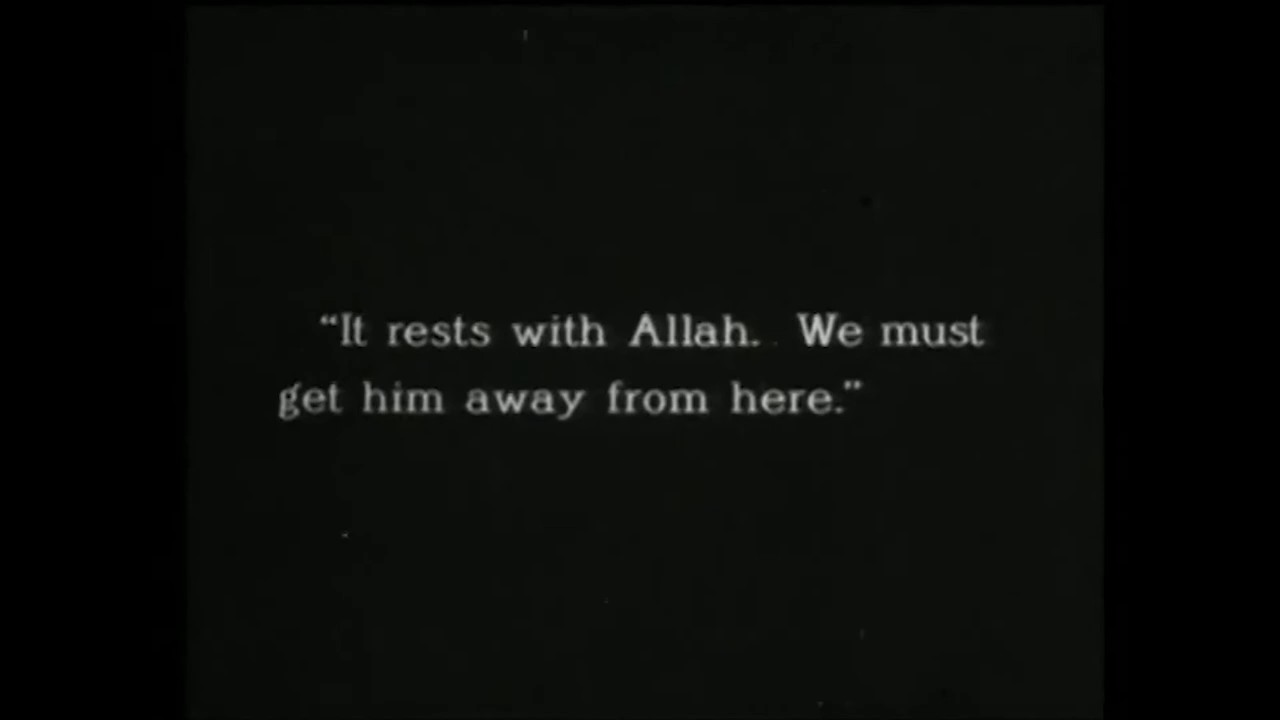 “It rests with Allah. We must
get him away from here.”